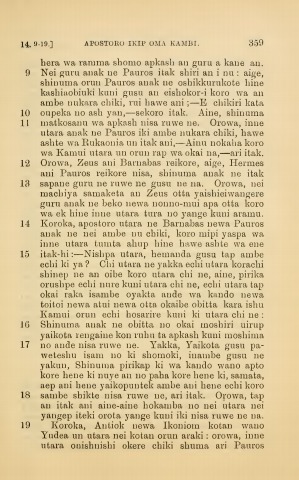 14, 9-19.] APOSTORO IKIP OMA KAMBI. 359
hera wa ramma shomo apkash an guru a kane an.
9 Nei guru anak ne Pauros itak shiri an i nu: aige,
shinuma orun Pauros anak ne oshikkurukote hine
kashiaobiuki kuni gusu an eishokor-i koro wa an
ambe nukara chiki, rui hawe ani;—E chikiri kata
10 oupeka no ash yan,—sekoro itak. Aine, shinuma
11 matkosanu wa apkash nisa ruwe ne. Orowa, inne
utara anak ne Pauros iki ambe nukara chiki, hawe
ashte wa Rukaonia un itak ani,—Ainu nokaha koro
wa Kamui utara un orun rap wa okai na,—ari itak.
12 Orowa, Zeus ani Barnabas reikore, aige, Hermes
ani Pauros reikore nisa, shinuma anak ne itak
13 sapane guru ne ruwe ne gusu ne na. Orowa, nei
machiya samaketa an Zeus otta yaishieiwangere
guru anak ne beko newa nonno-mui apa otta koro
wa ek hine inne utara tura no yange kuni aramu.
14 Koroka, apostoro utara ne Barnabas newa Pauros
anak ne nei ambe nu chiki, koro mipi yaspa wa
inne utara tumta ahup hine hawe ashte wa ene
15 itak-hi:—Nishpa utara, hemanda gusu tap ambe
echi ki ya? Chi utara ne yakka echi utara korachi
shinep ne an oibe koro utara chi ne, aine, pirika
orushpe echi nure kuni utara chi ne, echi utara tap
okai raka isambe oyakta ande wa kando newa
toitoi newa atui newa otta okaibe obitta kara ishu
Kamui orun echi hosarire kuni ki utara chi ne:
16 Shinuma anak ne obitta no okai moshiri uirup
yaikota rengaine kon ruhu ta apkash kuni moshima
17 no ande nisa ruwe ne. Yakka, Yaikota gusu pa-
weteshu isam no ki shomoki, inambe gusu ne
yakun, Shinuma pirikap ki wa kando wano apto
kore hene ki nuye an no paha kore hene ki, samata,
aep ani hene yaikopuntek ambe ani hene echi koro
18 sambe shikte nisa ruwe ne, ari itak. Orowa, tap
an itak ani aine-aine hokamba no nei utara nei
yangep iteki orota yange kuni iki nisa ruwe ne na.
19 Koroka, Antiok newa Ikoniom kotan wano
Yudea un utara nei kotan orun araki: orowa, inne
utara onishnishi okere chiki shuma ari Pauros